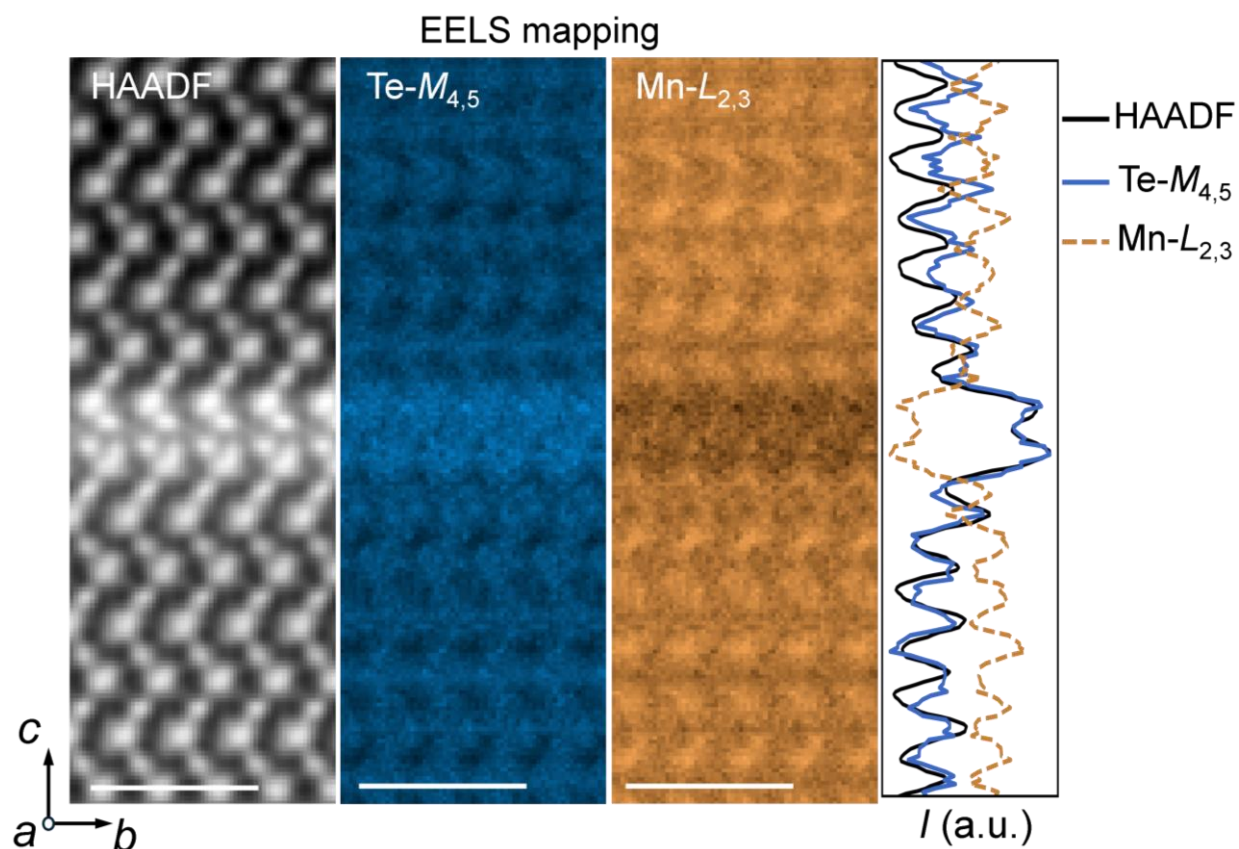 EELS mapping
HAADF
Te-M4,5
Mn-L2,3
HAADF
Te-M4,5
Mn-L2,3
c
a
b
I (a.u.)